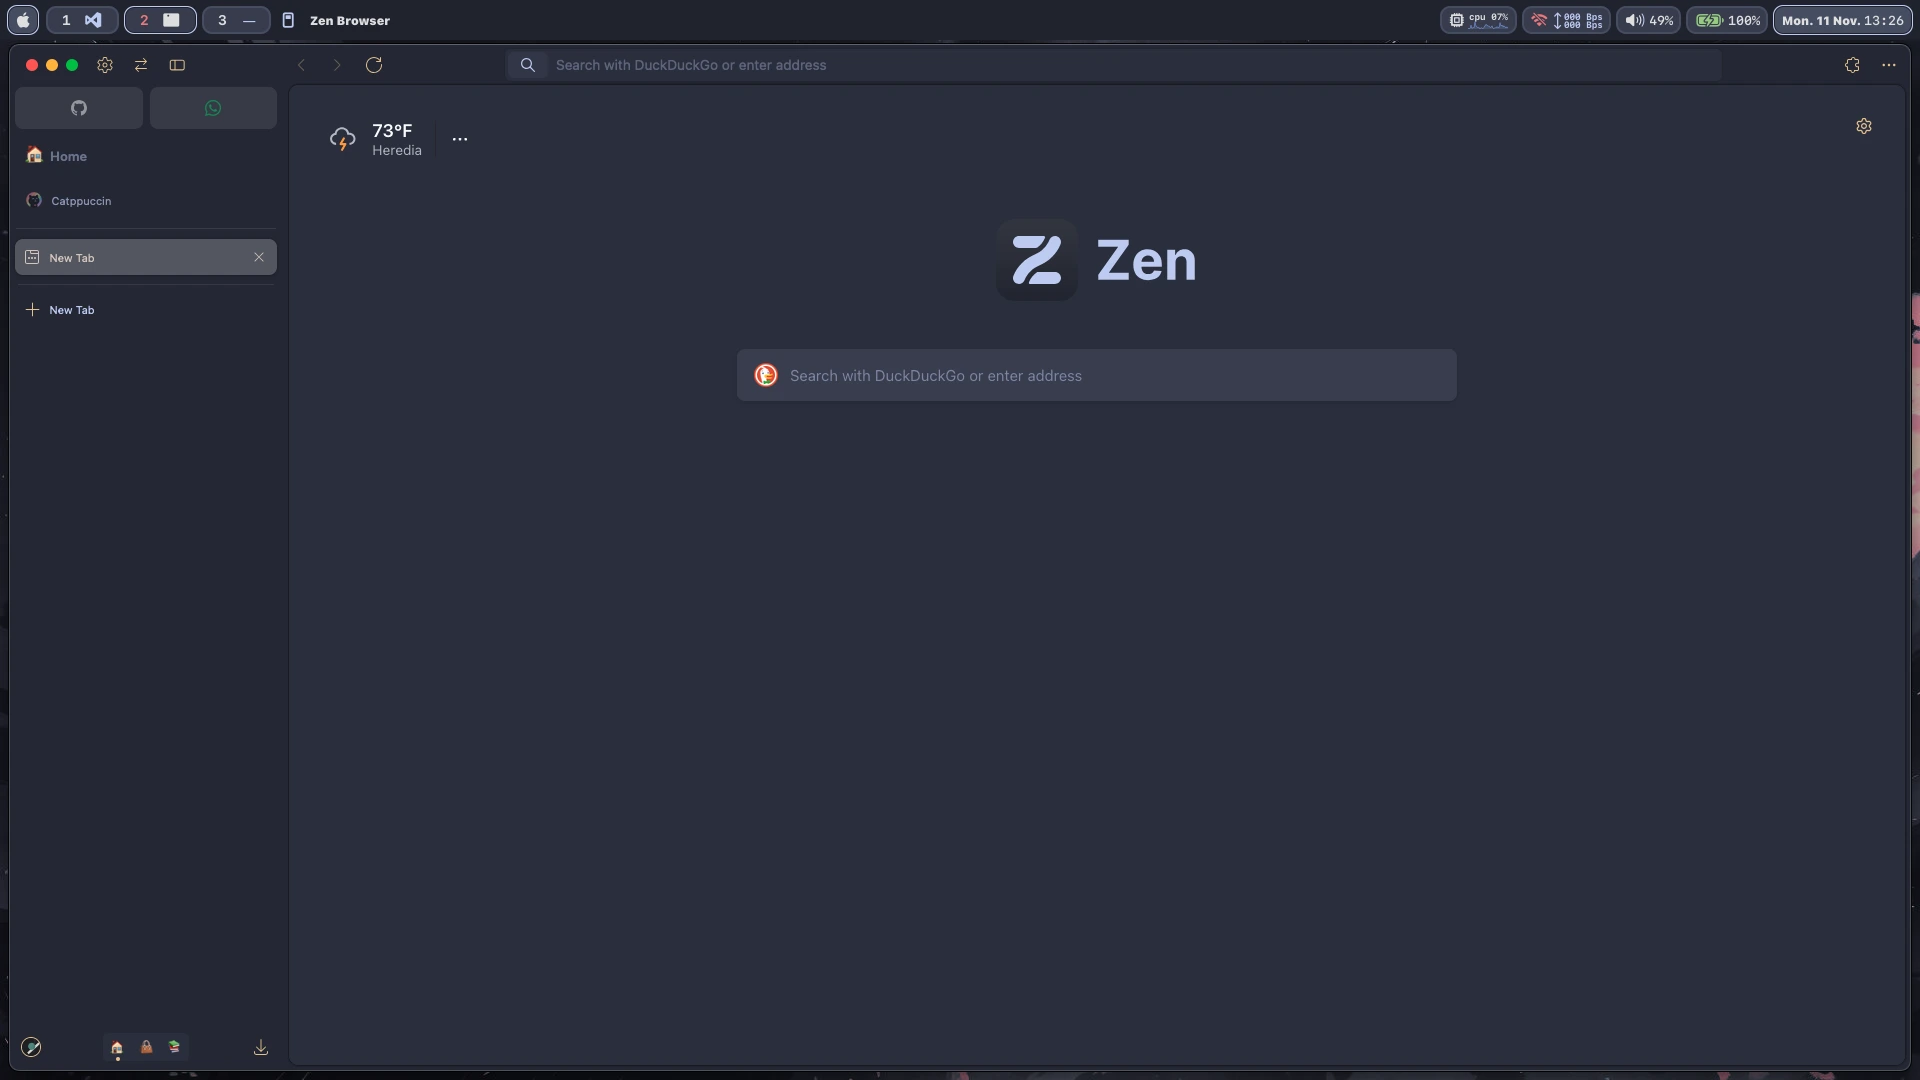 1
2
3
Zen Browser
cpu 07%
000 Bps
000 Bps
49%
100%
Mon. 11 Nov. 13:26
Search with DuckDuckGo or enter address
Home
Catppuccin
New Tab
New Tab
73°F
Heredia
Zen
Search with DuckDuckGo or enter address